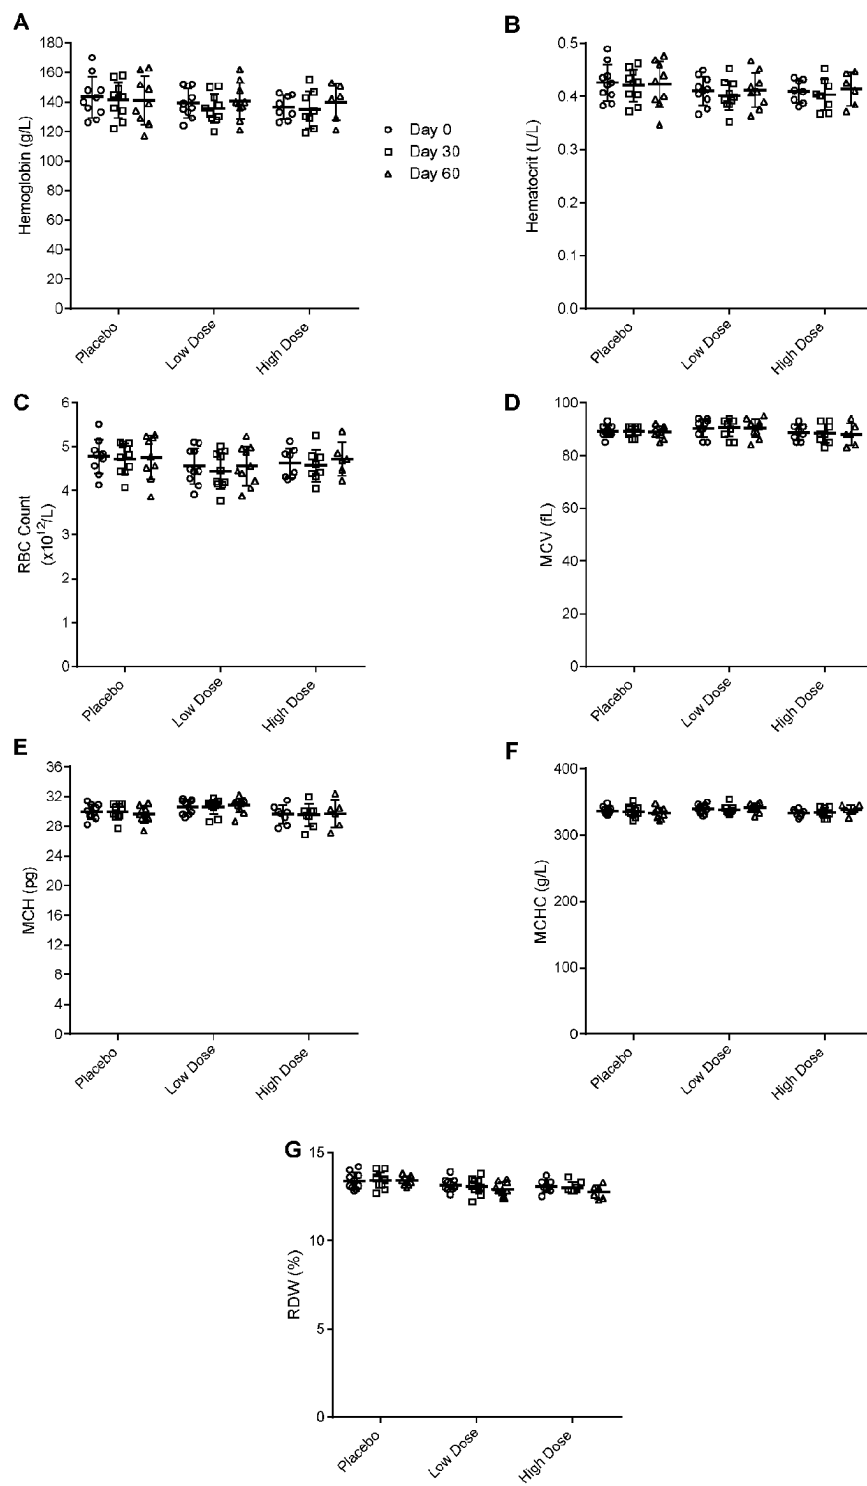 A
Hemoglobin (g/L)
180
160
140
120
100
80
60
40
20
0
Placebo
Low Dose
High Dose
Day 0
Day 30
Day 60
B
Hematocrit (L/L)
0.5
0.4
0.3
0.2
0.1
0.0
Placebo
Low Dose
High Dose
C
RBC Count
(x10¹²/L)
6
5
4
3
2
1
0
Placebo
Low Dose
High Dose
D
MCV (fL)
100
80
60
40
20
0
Placebo
Low Dose
High Dose
E
MCH (pg)
36
32
28
24
20
16
12
8
4
0
Placebo
Low Dose
High Dose
F
MCHC (g/L)
400
300
200
100
0
Placebo
Low Dose
High Dose
G
RDW (%)
15
10
5
0
Placebo
Low Dose
High Dose